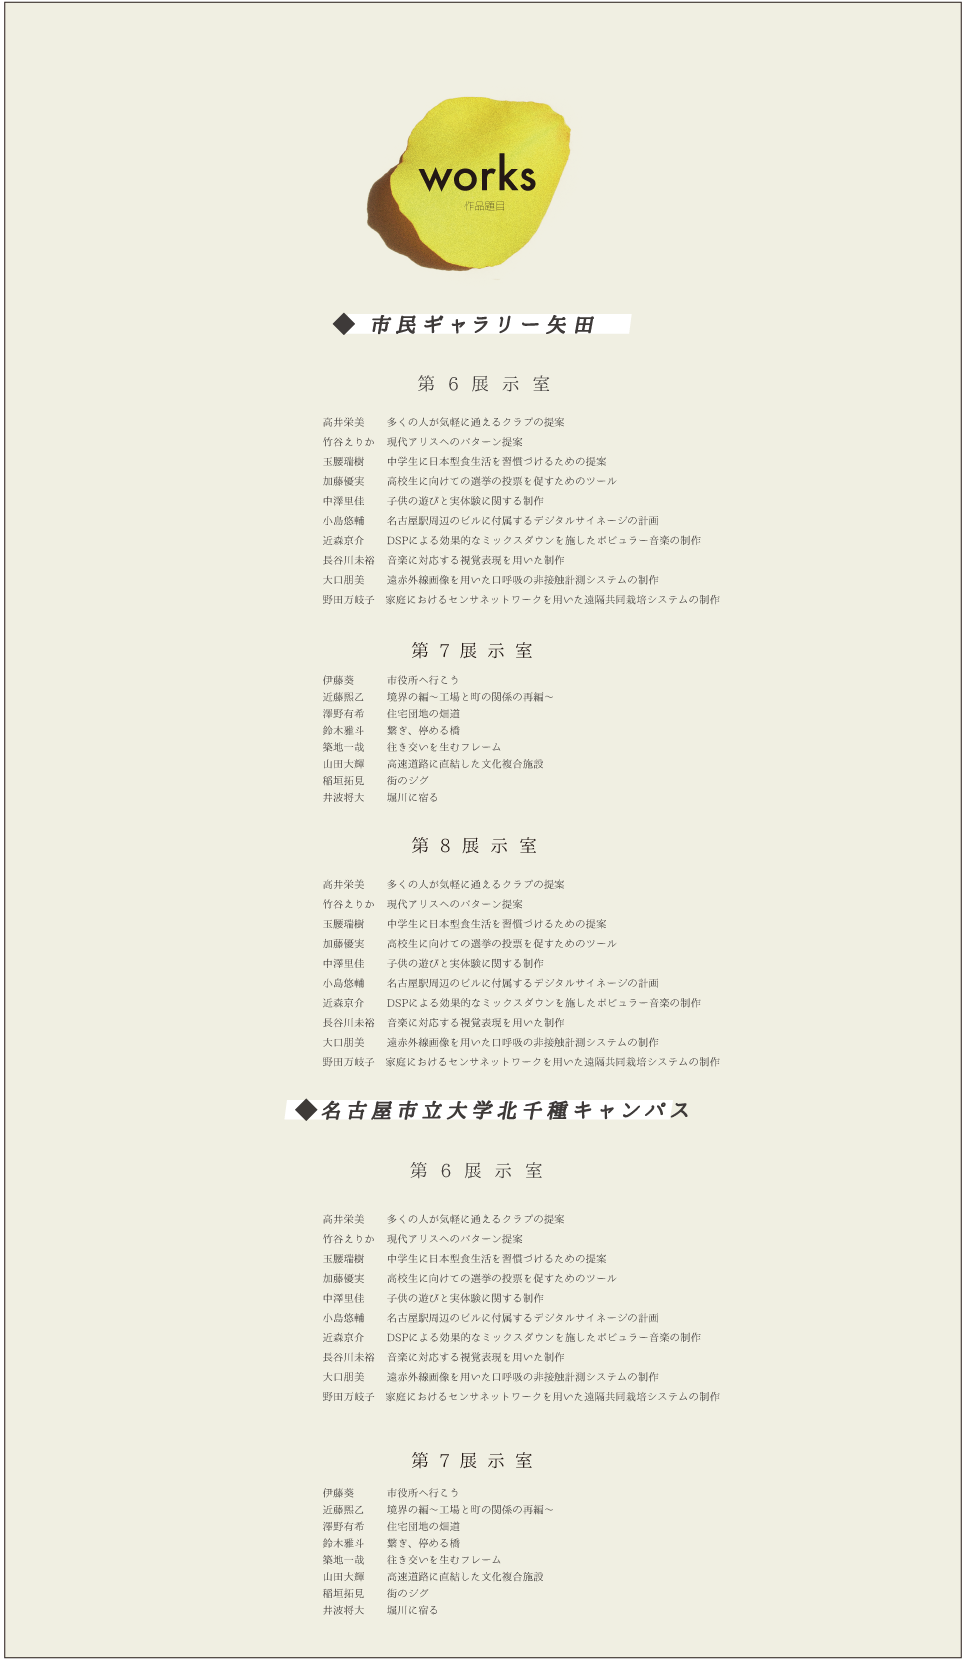 works
作品題目
◆ 市民ギャラリー矢田
第6展示室
高井栄美 多くの人が気軽に通えるクラブの提案
竹谷えりか 現代アリスへのパターン提案
玉腰瑞樹 中学生に日本型食生活を習慣づけるための提案
加藤優実 高校生に向けての選挙の投票を促すためのツール
中澤里佳 子供の遊びと実体験に関する制作
小島悠輔 名古屋駅周辺のビルに付属するデジタルサイネージの計画
近森京介 DSPによる効果的なミックスダウンを施したポピュラー音楽の制作
長谷川未裕 音楽に対応する視覚表現を用いた制作
大口朋美 遠赤外線画像を用いた口呼吸の非接触計測システムの制作
野田万岐子 家庭におけるセンサネットワークを用いた遠隔共同栽培システムの制作
第7展示室
伊藤葵 市役所へ行こう
近藤熙乙 境界の編〜工場と町の関係の再編〜
澤野有希 住宅団地の畑道
鈴木雅斗 繋ぎ、停める橋
築地一哉 往き交いを生むフレーム
山田大輝 高速道路に直結した文化複合施設
稲垣拓見 街のジグ
井波将大 堀川に宿る
第8展示室
高井栄美 多くの人が気軽に通えるクラブの提案
竹谷えりか 現代アリスへのパターン提案
玉腰瑞樹 中学生に日本型食生活を習慣づけるための提案
加藤優実 高校生に向けての選挙の投票を促すためのツール
中澤里佳 子供の遊びと実体験に関する制作
小島悠輔 名古屋駅周辺のビルに付属するデジタルサイネージの計画
近森京介 DSPによる効果的なミックスダウンを施したポピュラー音楽の制作
長谷川未裕 音楽に対応する視覚表現を用いた制作
大口朋美 遠赤外線画像を用いた口呼吸の非接触計測システムの制作
野田万岐子 家庭におけるセンサネットワークを用いた遠隔共同栽培システムの制作
◆名古屋市立大学北千種キャンパス
第6展示室
高井栄美 多くの人が気軽に通えるクラブの提案
竹谷えりか 現代アリスへのパターン提案
玉腰瑞樹 中学生に日本型食生活を習慣づけるための提案
加藤優実 高校生に向けての選挙の投票を促すためのツール
中澤里佳 子供の遊びと実体験に関する制作
小島悠輔 名古屋駅周辺のビルに付属するデジタルサイネージの計画
近森京介 DSPによる効果的なミックスダウンを施したポピュラー音楽の制作
長谷川未裕 音楽に対応する視覚表現を用いた制作
大口朋美 遠赤外線画像を用いた口呼吸の非接触計測システムの制作
野田万岐子 家庭におけるセンサネットワークを用いた遠隔共同栽培システムの制作
第7展示室
伊藤葵 市役所へ行こう
近藤熙乙 境界の編〜工場と町の関係の再編〜
澤野有希 住宅団地の畑道
鈴木雅斗 繋ぎ、停める橋
築地一哉 往き交いを生むフレーム
山田大輝 高速道路に直結した文化複合施設
稲垣拓見 街のジグ
井波将大 堀川に宿る